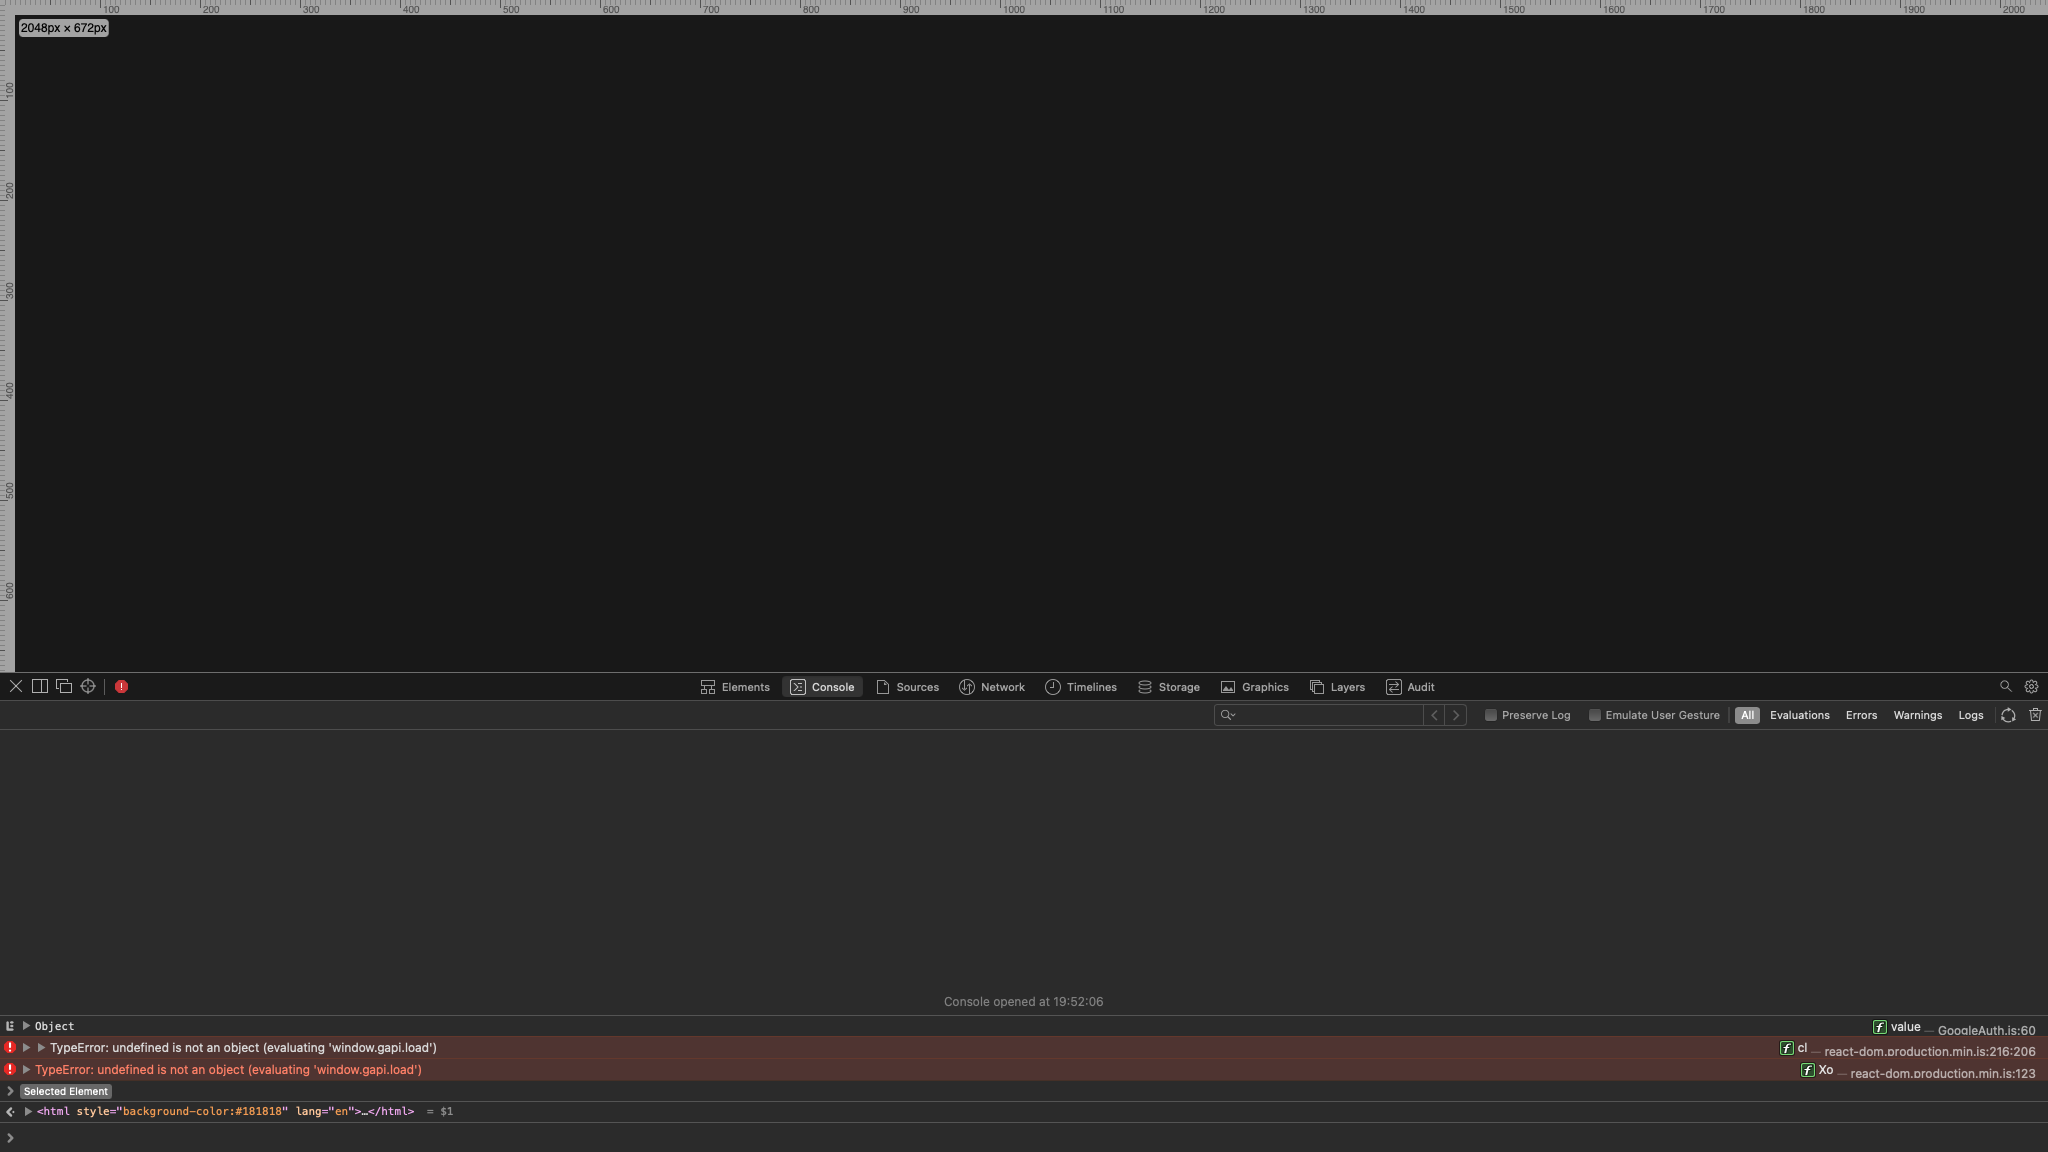 100 200 300 400 500 600 700 800 900 1000 1100 1200 1300 1400 1500 1600 1700 1800 1900 2000
2048px × 672px
100
200
300
400
500
600
Elements Console Sources Network Timelines Storage Graphics Layers Audit
Preserve Log Emulate User Gesture All Evaluations Errors Warnings Logs
Console opened at 19:52:06
Object f value — GoogleAuth.js:60
TypeError: undefined is not an object (evaluating 'window.gapi.load') f cl — react-dom.production.min.js:216:206
TypeError: undefined is not an object (evaluating 'window.gapi.load') f Xo — react-dom.production.min.js:123
Selected Element
<html style="background-color:#181818" lang="en">…</html> = $1